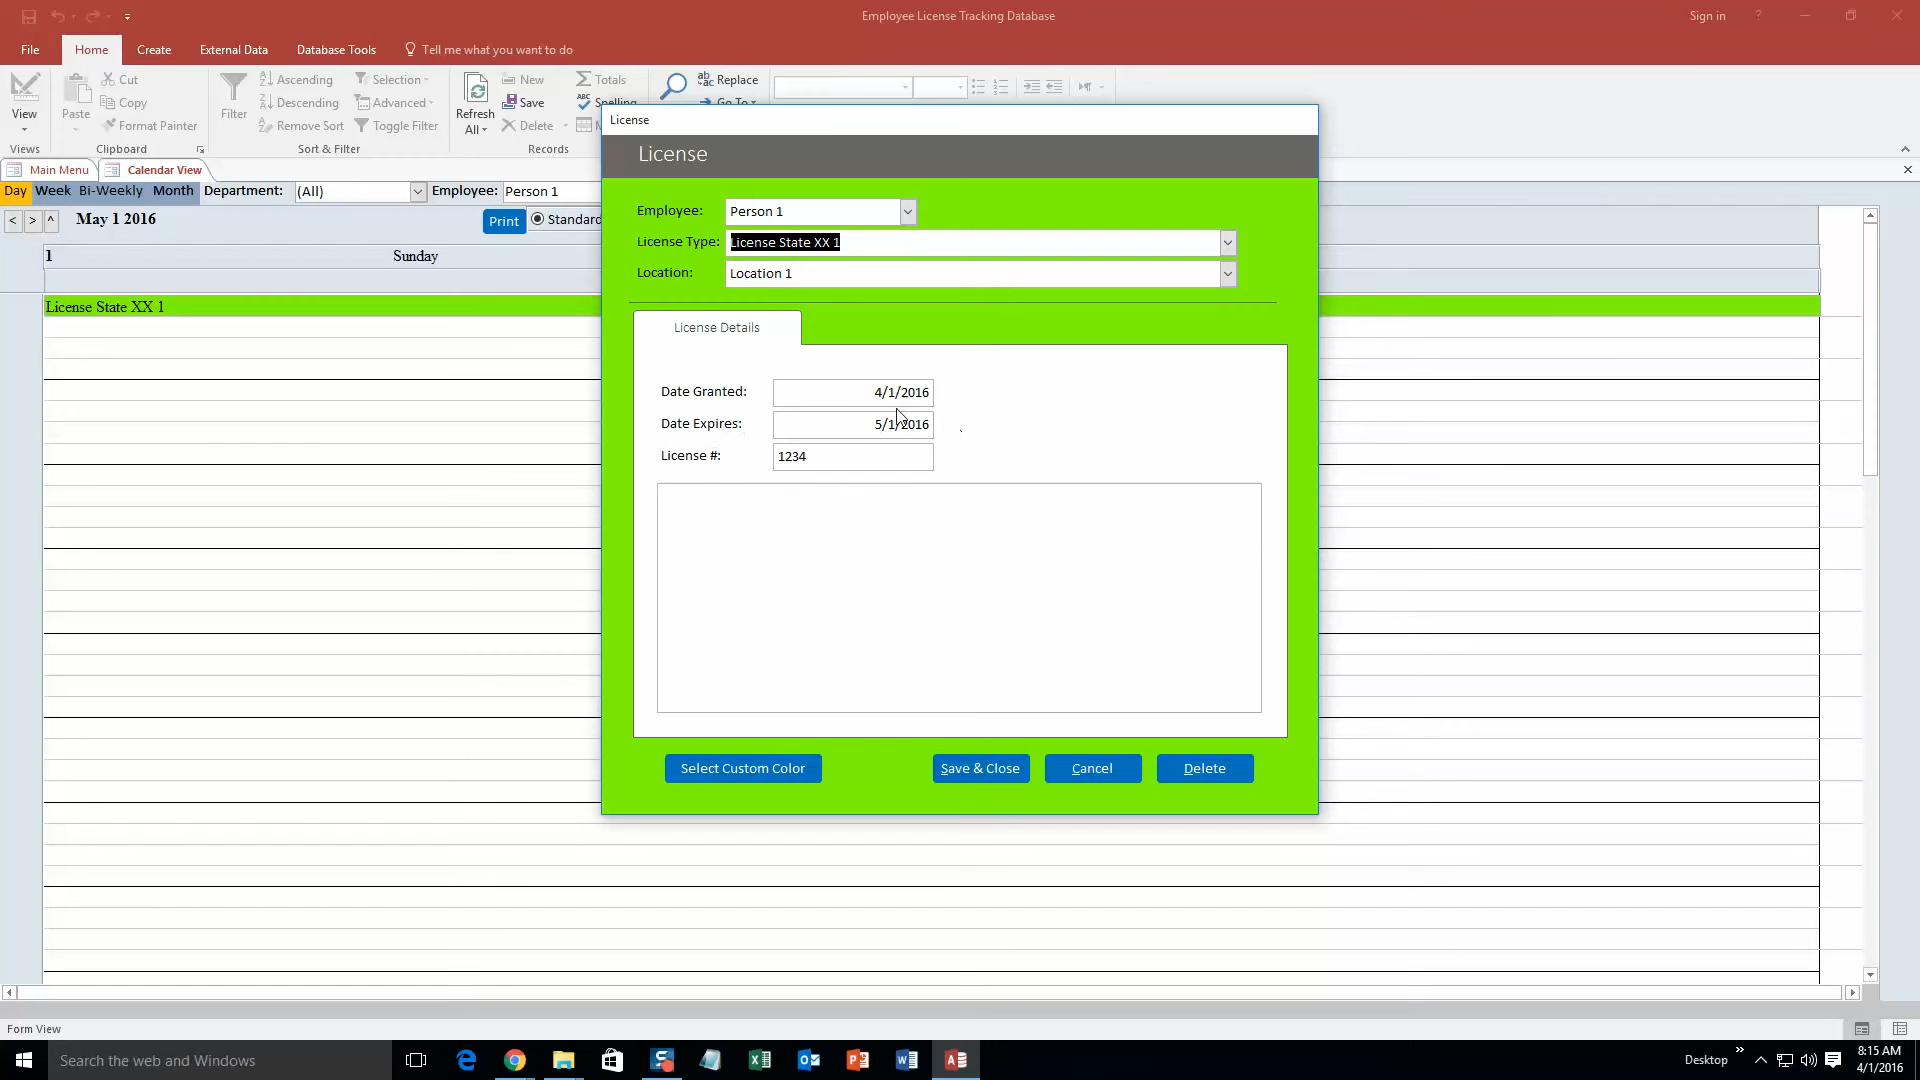 Employee License Tracking Database
Sign in ?
File Home Create External Data Database Tools Tell me what you want to do
View
Views
Paste
Cut
Copy
Format Painter
Clipboard
Filter
Ascending
Descending
Remove Sort
Selection
Advanced
Toggle Filter
Sort & Filter
Refresh
All
New
Save
Delete
Totals
Spelling
Records
Replace
Go To
Main Menu Calendar View
Day Week Bi-Weekly Month Department: (All) Employee: Person 1
< > ^ May 1 2016 Print Standard
1 Sunday
License State XX 1
License
License
Employee: Person 1
License Type: License State XX 1
Location: Location 1
License Details
Date Granted: 4/1/2016
Date Expires: 5/1/2016
License #: 1234
Select Custom Color Save & Close Cancel Delete
Form View
Search the web and Windows
Desktop
8:15 AM
4/1/2016